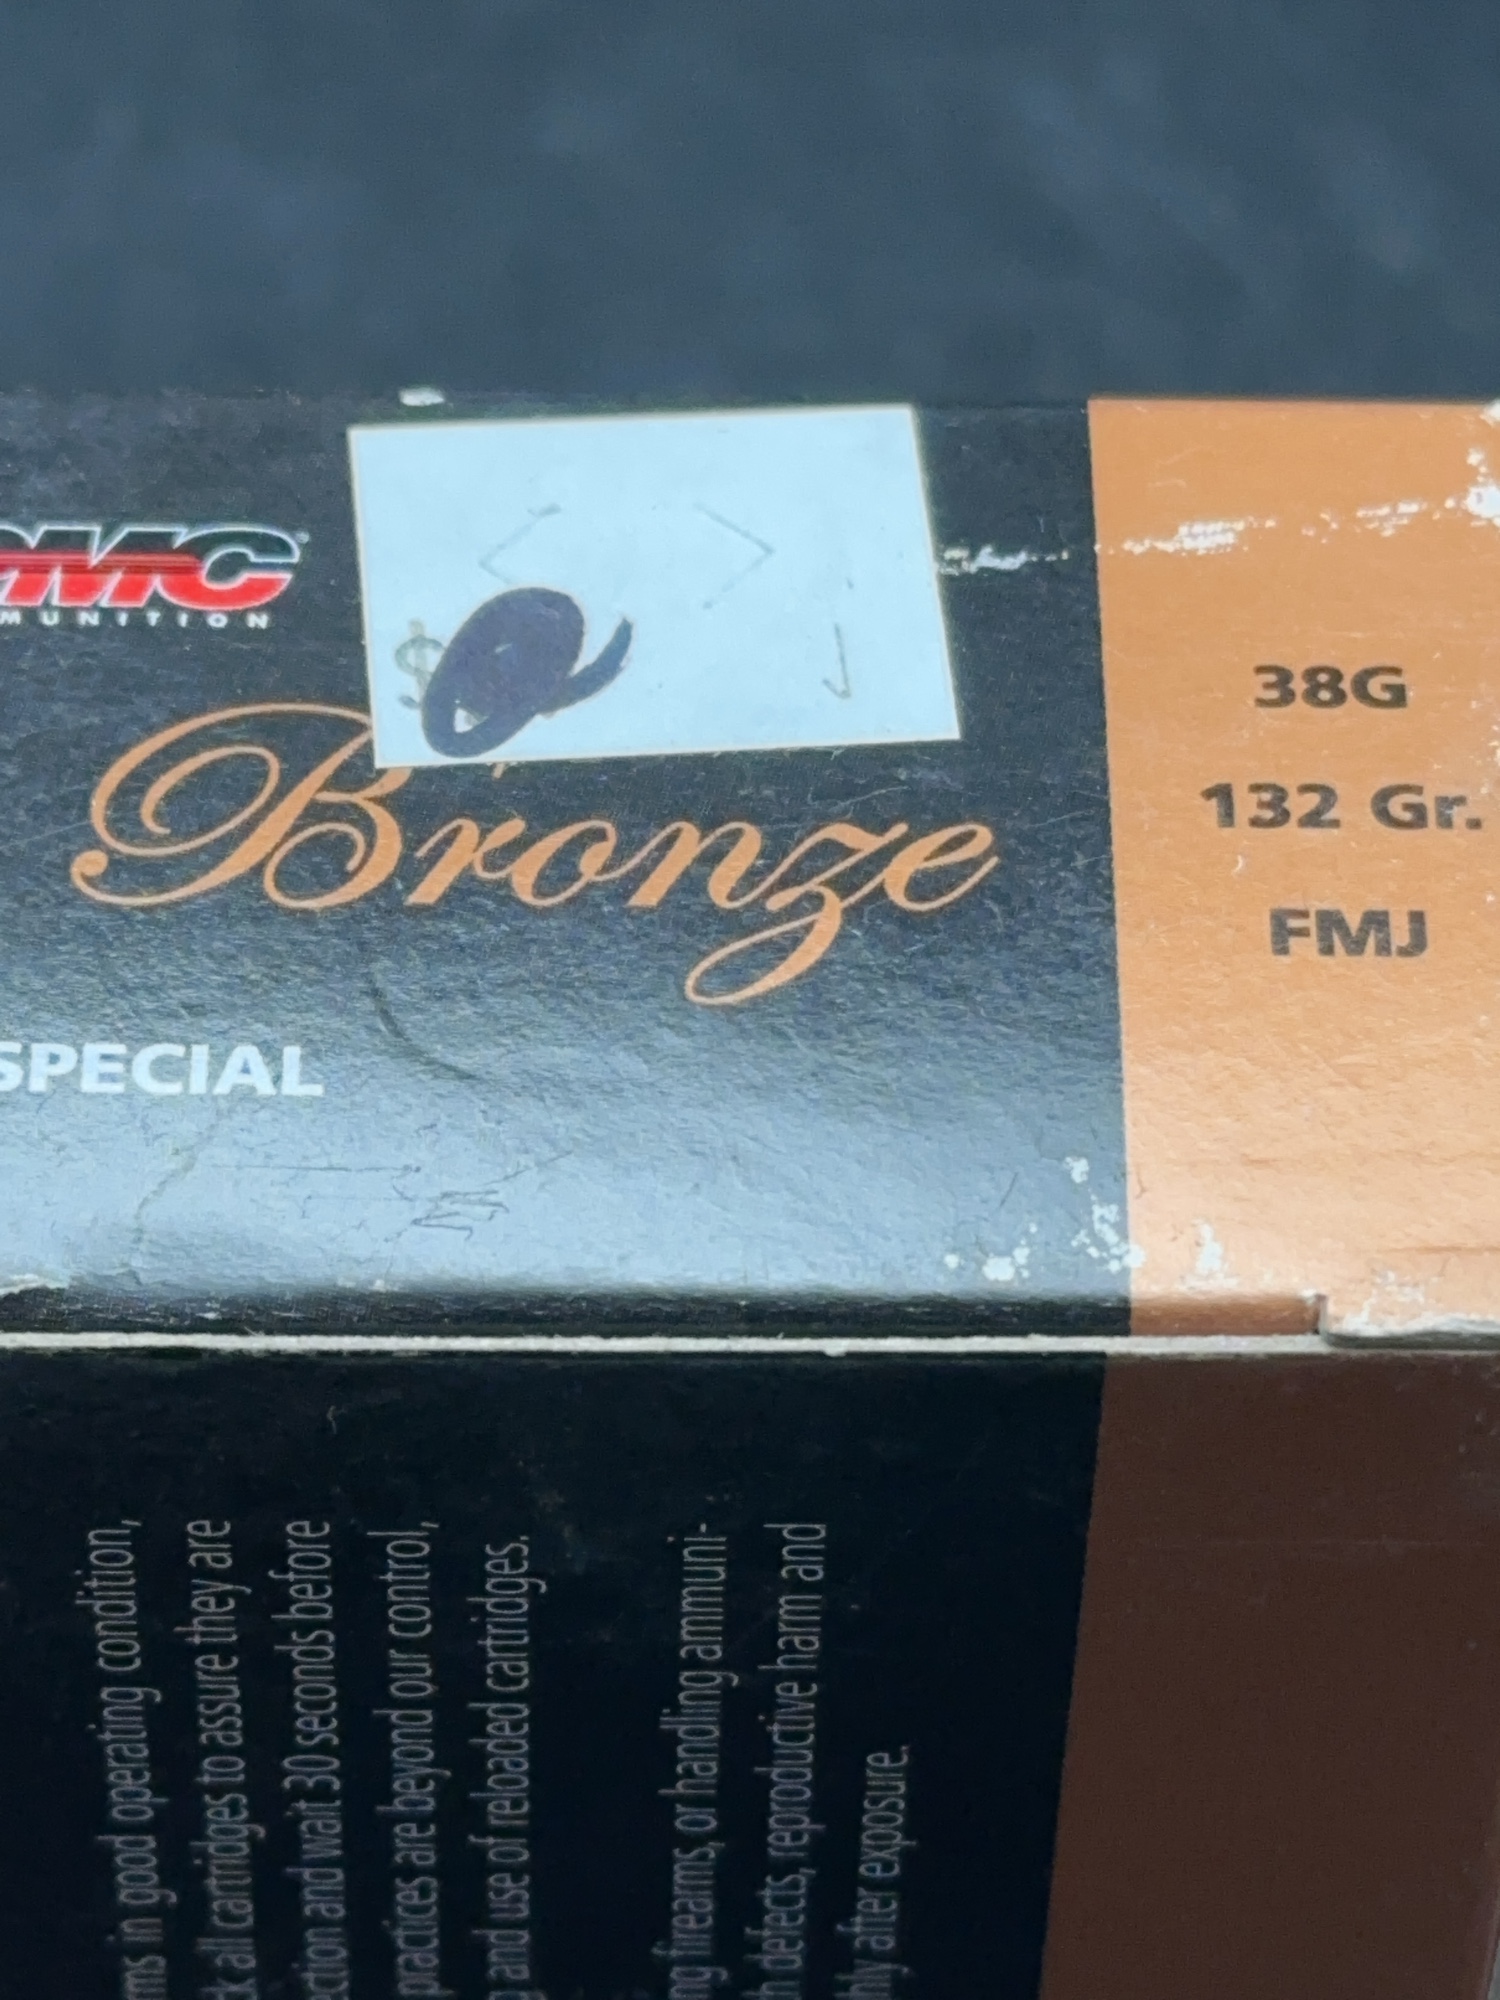 PMC
MUNITION
$
Bronze
SPECIAL
38G
132 Gr.
FMJ
ms in good operating condition,
k all cartridges to assure they are
ction and wait 30 seconds before
practices are beyond our control,
g and use of reloaded cartridges.
ng firearms, or handling ammuni-
h defects, reproductive harm and
hly after exposure.